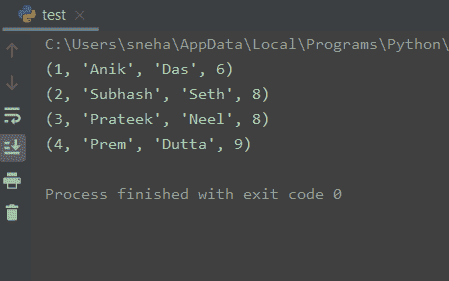 test
C:\Users\sneha\AppData\Local\Programs\Python\
(1, 'Anik', 'Das', 6)
(2, 'Subhash', 'Seth', 8)
(3, 'Prateek', 'Neel', 8)
(4, 'Prem', 'Dutta', 9)
Process finished with exit code 0